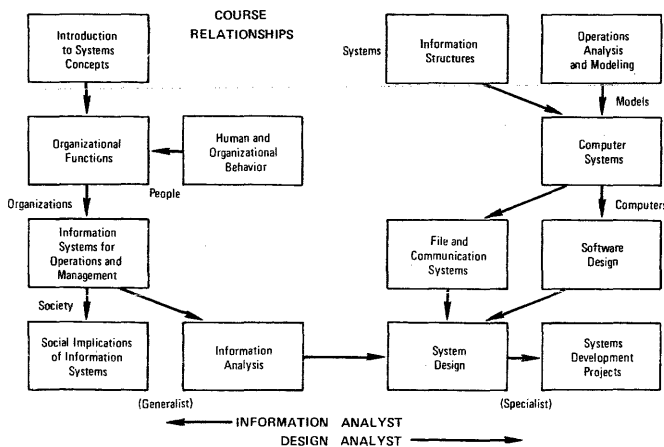 COURSE
RELATIONSHIPS
Introduction
to Systems
Concepts
Systems
Information
Structures
Operations
Analysis
and Modeling
Models
Organizational
Functions
Human and
Organizational
Behavior
People
Computer
Systems
Organizations
Computers
Information
Systems for
Operations and
Management
File and
Communication
Systems
Software
Design
Society
Social Implications
of Information
Systems
Information
Analysis
System
Design
Systems
Development
Projects
(Generalist)
(Specialist)
INFORMATION ANALYST
DESIGN ANALYST